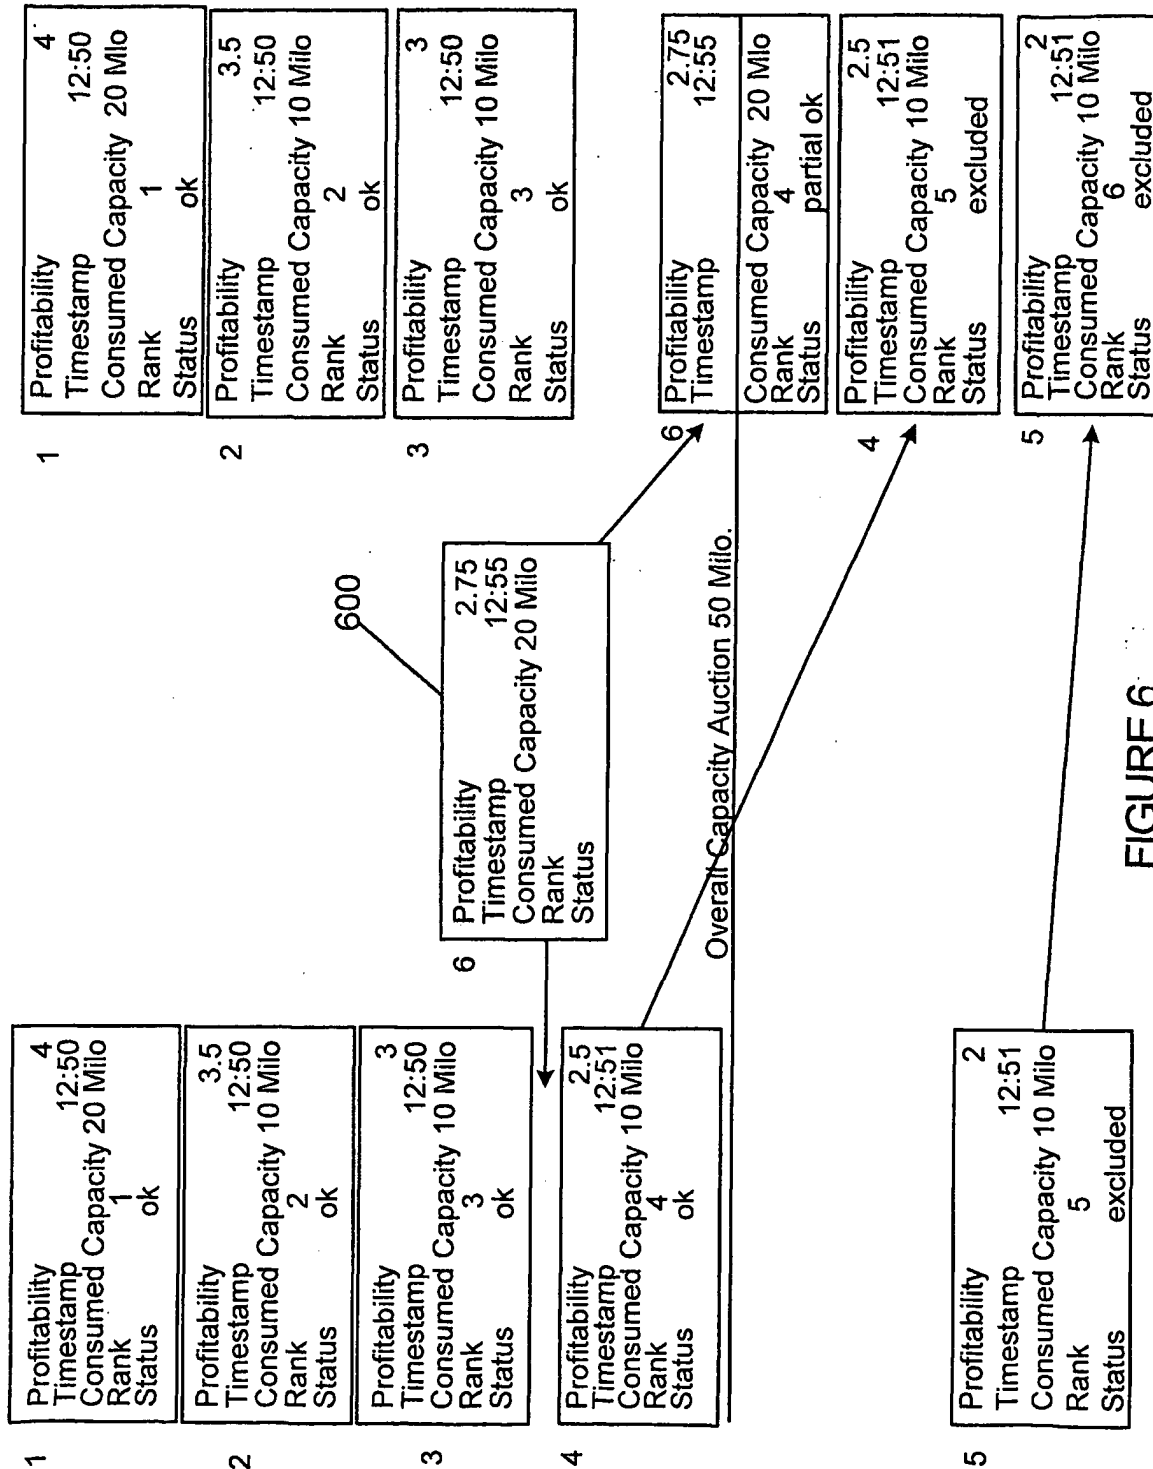 1
Profitability 4
Timestamp 12:50
Consumed Capacity 20 Milo
Rank 1
Status ok
2
Profitability 3.5
Timestamp 12:50
Consumed Capacity 10 Milo
Rank 2
Status ok
3
Profitability 3
Timestamp 12:50
Consumed Capacity 10 Milo
Rank 3
Status ok
4
Profitability 2.5
Timestamp 12:51
Consumed Capacity 10 Milo
Rank 4
Status ok
5
Profitability 2
Timestamp 12:51
Consumed Capacity 10 Milo
Rank 5
Status excluded
600
6
Profitability 2.75
Timestamp 12:55
Consumed Capacity 20 Milo
Rank
Status
Overall Capacity Auction 50 Milo.
1
Profitability 4
Timestamp 12:50
Consumed Capacity 20 Mlo
Rank 1
Status ok
2
Profitability 3.5
Timestamp 12:50
Consumed Capacity 10 Milo
Rank 2
Status ok
3
Profitability 3
Timestamp 12:50
Consumed Capacity 10 Milo
Rank 3
Status ok
6
Profitability 2.75
Timestamp 12:55
Consumed Capacity 20 Mlo
Rank 4
Status partial ok
4
Profitability 2.5
Timestamp 12:51
Consumed Capacity 10 Milo
Rank 5
Status excluded
5
Profitability 2
Timestamp 12:51
Consumed Capacity 10 Milo
Rank 6
Status excluded
FIGURE 6